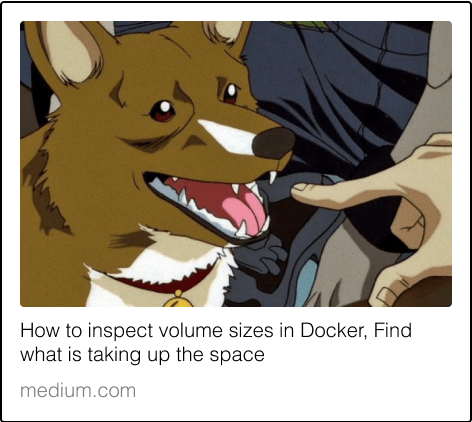 How to inspect volume sizes in Docker, Find
what is taking up the space
medium.com